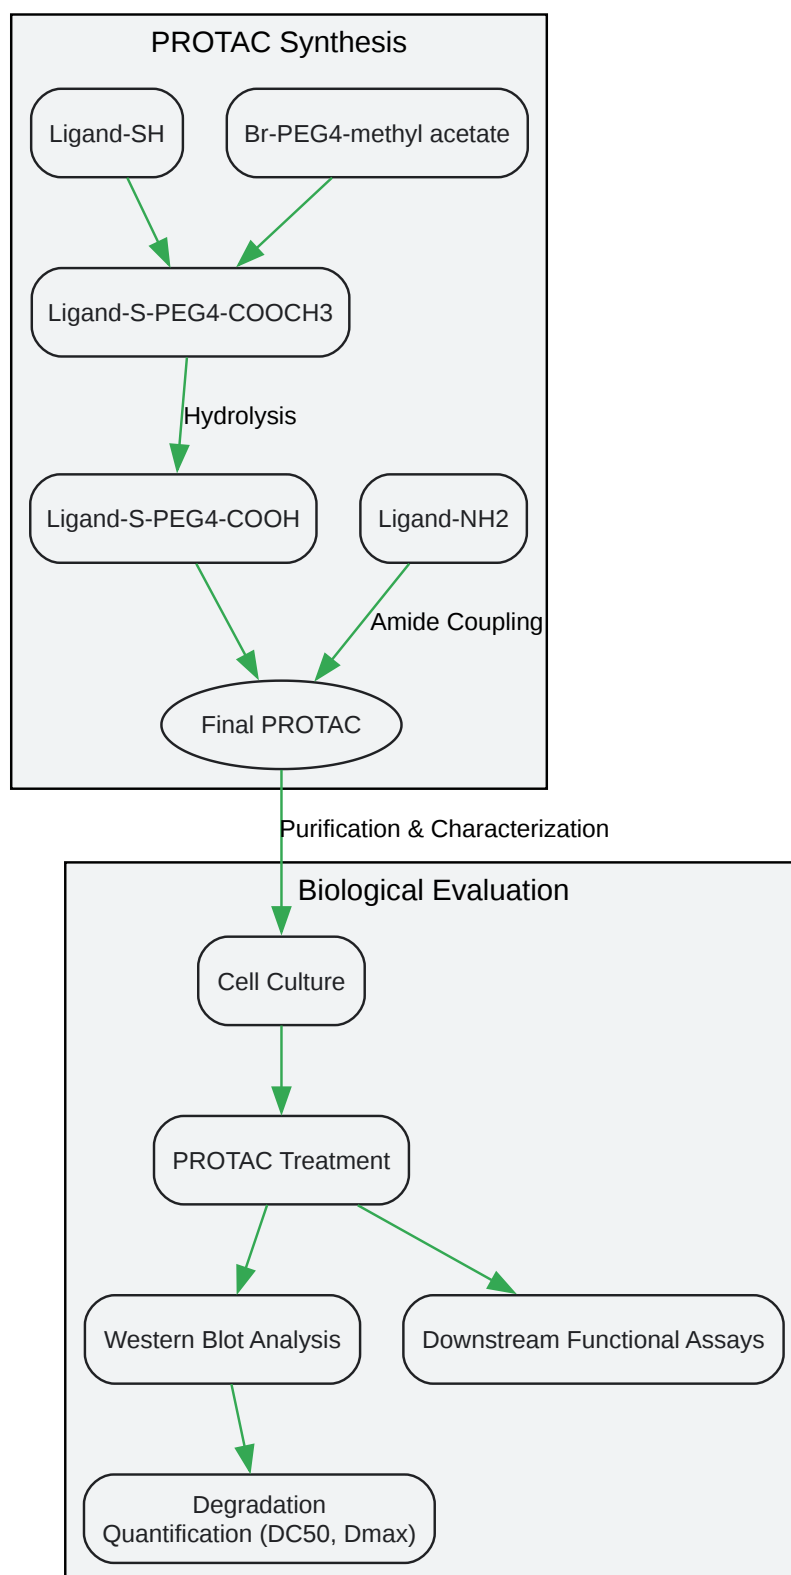 PROTAC Synthesis
Ligand-SH
Br-PEG4-methyl acetate
Ligand-S-PEG4-COOCH3
Hydrolysis
Ligand-S-PEG4-COOH
Ligand-NH2
Amide Coupling
Final PROTAC
Purification & Characterization
Biological Evaluation
Cell Culture
PROTAC Treatment
Western Blot Analysis
Downstream Functional Assays
Degradation
Quantification (DC50, Dmax)